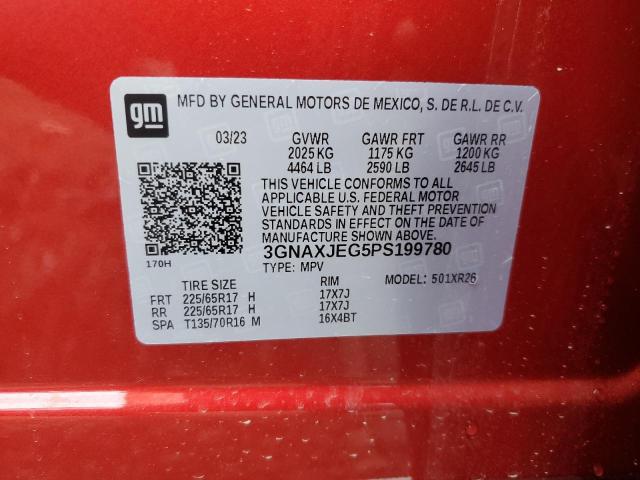 gm MFD BY GENERAL MOTORS DE MEXICO, S. DE R.L. DE C.V.
03/23 GVWR GAWR FRT GAWR RR
2025 KG 1175 KG 1200 KG
4464 LB 2590 LB 2645 LB
THIS VEHICLE CONFORMS TO ALL
APPLICABLE U.S. FEDERAL MOTOR
VEHICLE SAFETY AND THEFT PREVENTION
STANDARDS IN EFFECT ON THE DATE OF
MANUFACTURE SHOWN ABOVE.
3GNAXJEG5PS199780
170H TYPE: MPV
TIRE SIZE RIM MODEL: 501XR26
FRT 225/65R17 H 17X7J
RR 225/65R17 H 17X7J
SPA T135/70R16 M 16X4BT